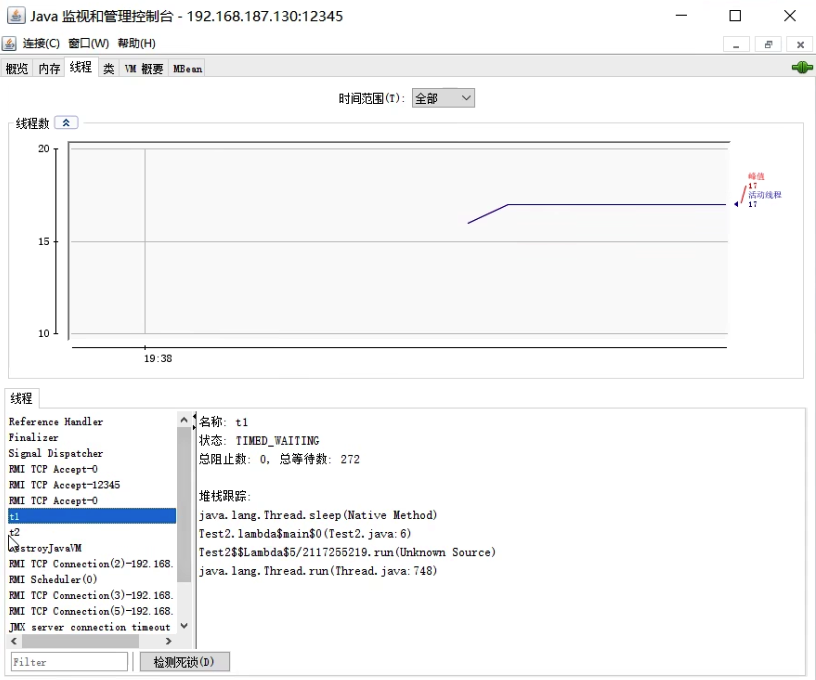 Java 监视和管理控制台 - 192.168.187.130:12345
连接(C) 窗口(W) 帮助(H)
概览 内存 线程 类 VM 概要 MBean
时间范围(T): 全部
线程数
20
峰值
17
活动线程
17
15
10
19:38
线程
Reference Handler
Finalizer
Signal Dispatcher
RMI TCP Accept-0
RMI TCP Accept-12345
RMI TCP Accept-0
t1
t2
DestroyJavaVM
RMI TCP Connection(2)-192.168.
RMI Scheduler(0)
RMI TCP Connection(3)-192.168.
RMI TCP Connection(5)-192.168.
JMX server connection timeout
Filter
检测死锁(D)
名称: t1
状态: TIMED_WAITING
总阻止数: 0, 总等待数: 272
堆栈跟踪:
java.lang.Thread.sleep(Native Method)
Test2.lambda$main$0(Test2.java:6)
Test2$$Lambda$5/2117255219.run(Unknown Source)
java.lang.Thread.run(Thread.java:748)